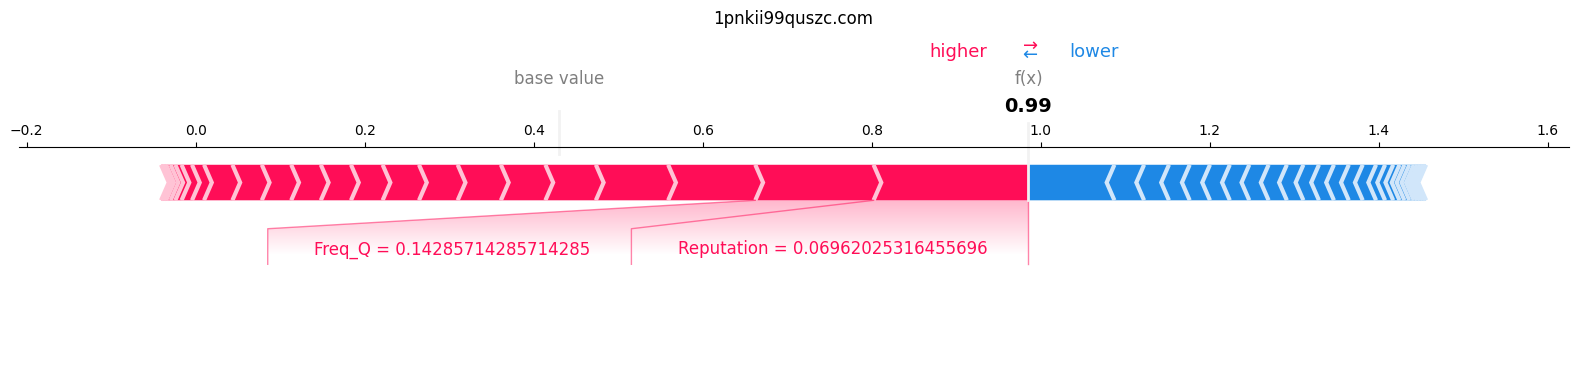 1pnkii99quszc.com
higher ⇄ lower
base value f(x)
0.99
−0.2 0.0 0.2 0.4 0.6 0.8 1.0 1.2 1.4 1.6
Freq_Q = 0.14285714285714285 Reputation = 0.06962025316455696